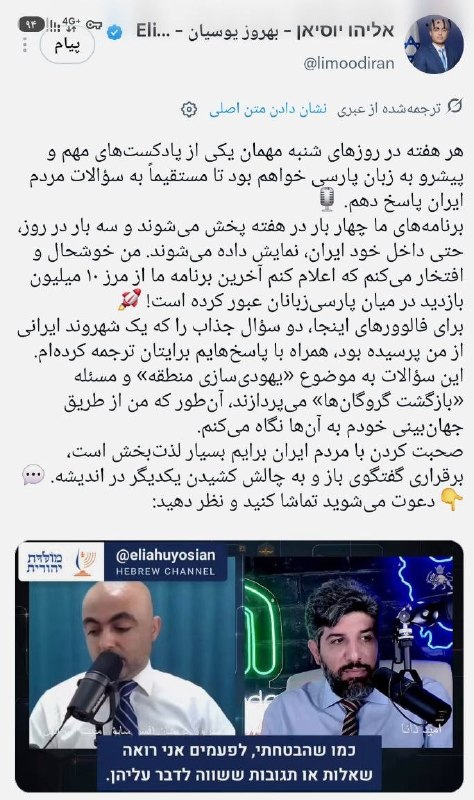 ۹۴
4G+
אליהו יוסיאן - بهروز یوسیان - ...Eli
@limoodiran
پیام
ترجمه‌شده از عبری نشان دادن متن اصلی
هر هفته در روزهای شنبه مهمان یکی از پادکست‌های مهم و
پیشرو به زبان پارسی خواهم بود تا مستقیماً به سؤالات مردم
ایران پاسخ دهم. 🎙️
برنامه‌های ما چهار بار در هفته پخش می‌شوند و سه بار در روز،
حتی داخل خود ایران، نمایش داده می‌شوند. من خوشحال و
افتخار می‌کنم که اعلام کنم آخرین برنامه ما از مرز ۱۰ میلیون
بازدید در میان پارسی‌زبانان عبور کرده است! 🚀
برای فالوورهای اینجا، دو سؤال جذاب را که یک شهروند ایرانی
از من پرسیده بود، همراه با پاسخ‌هایم برایتان ترجمه کرده‌ام.
این سؤالات به موضوع «یهودی‌سازی منطقه» و مسئله
«بازگشت گروگان‌ها» می‌پردازند، آن‌طور که من از طریق
جهان‌بینی خودم به آن‌ها نگاه می‌کنم.
صحبت کردن با مردم ایران برایم بسیار لذت‌بخش است،
برقراری گفتگوی باز و به چالش کشیدن یکدیگر در اندیشه. 💬
👇 دعوت می‌شوید تماشا کنید و نظر دهید:
מולדת
יהודית
@eliahuyosian
HEBREW CHANNEL
امید دانا
כמו שהבטחתי, לפעמים אני רואה
שאלות או תגובות ששווה לדבר עליהן.